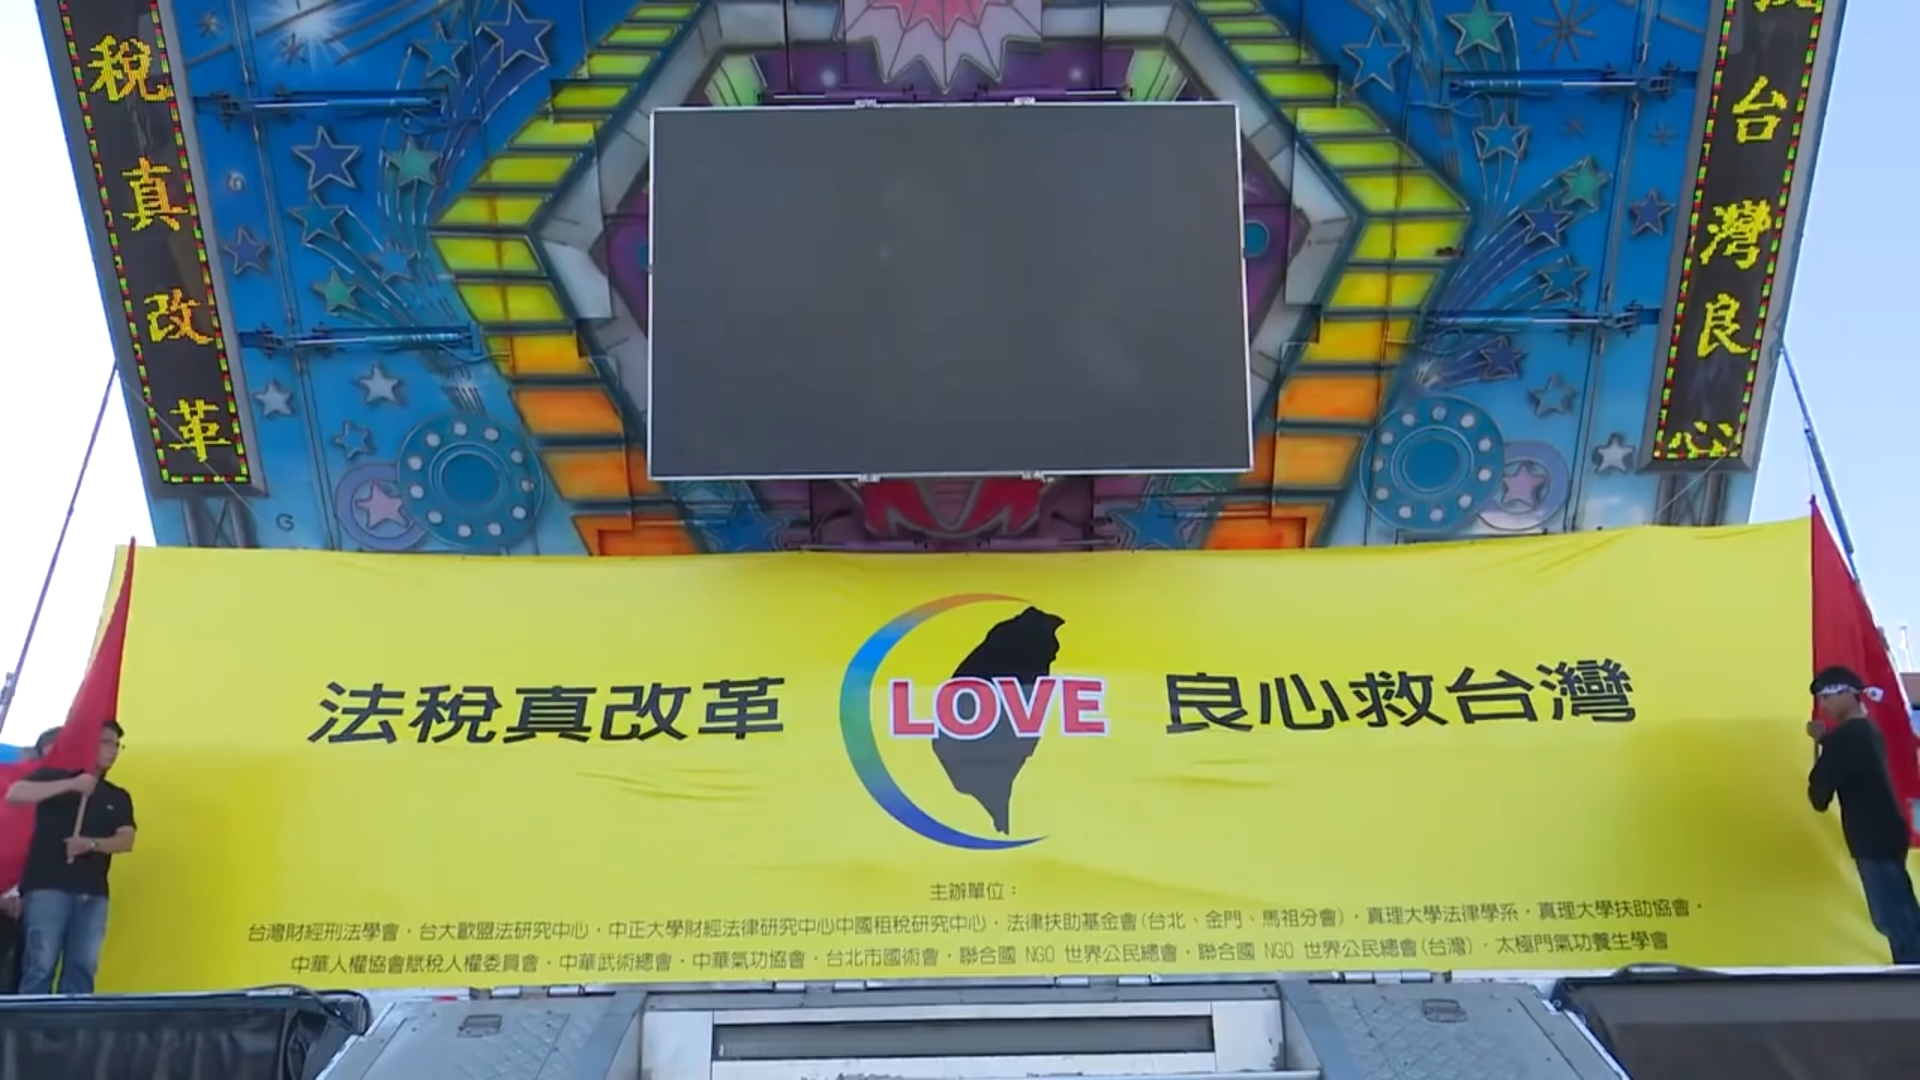 稅真改革
台灣良心
法稅真改革
LOVE
良心救台灣
主辦單位：
台灣財經刑法學會．台大歐盟法研究中心．中正大學財經法律研究中心中國租稅研究中心．法律扶助基金會(台北、金門、馬祖分會)．真理大學法律學系．真理大學扶助協會．
中華人權協會賦稅人權委員會．中華武術總會．中華氣功協會．台北市國術會．聯合國 NGO 世界公民總會．聯合國 NGO 世界公民總會(台灣)．太極門氣功養生學會